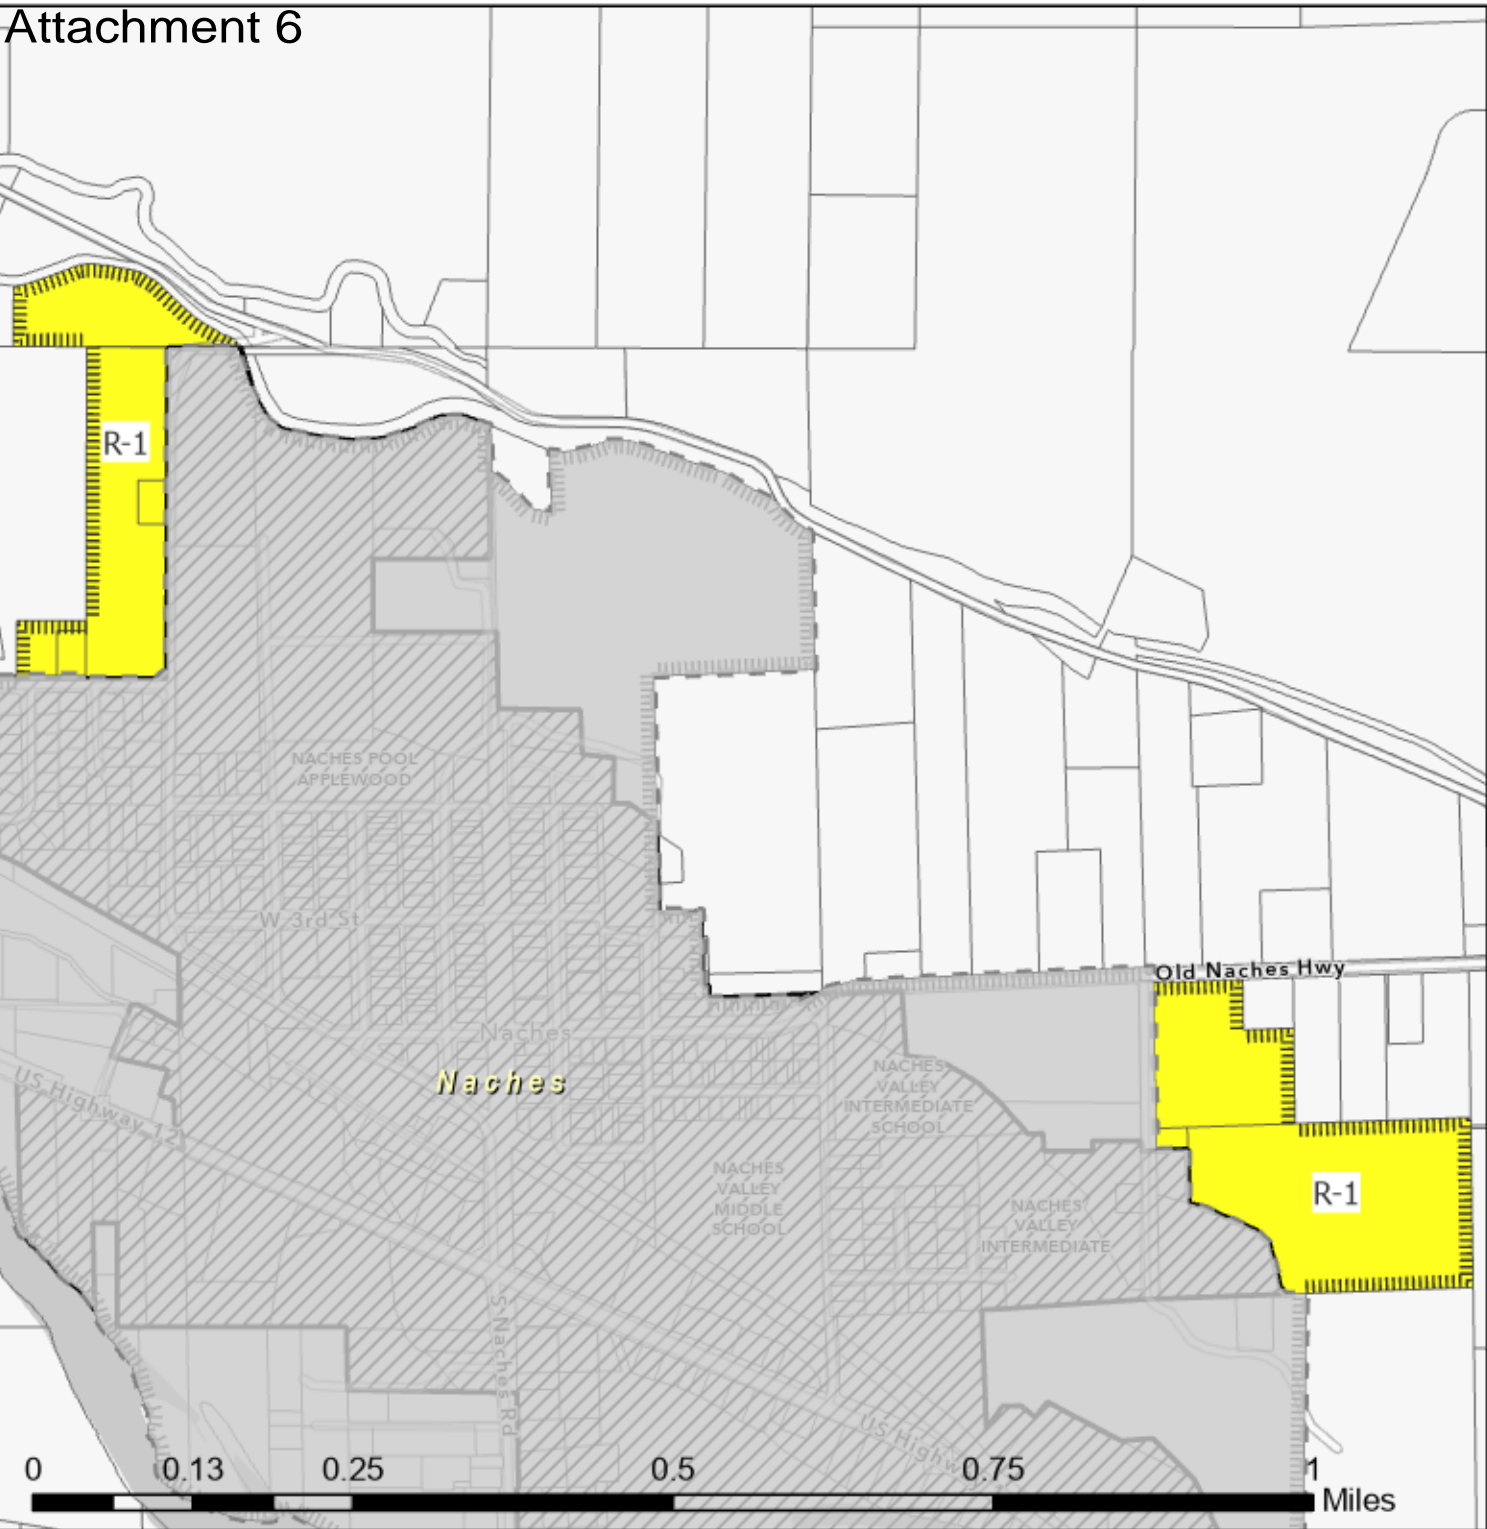 Attachment 6
R-1
NACHES POOL
APPLEWOOD
W 3rd St
Old Naches Hwy
Naches
Naches
NACHES
VALLEY
INTERMEDIATE
SCHOOL
US Highway 12
NACHES
VALLEY
MIDDLE
SCHOOL
R-1
NACHES
VALLEY
INTERMEDIATE
S Naches Rd
US Highw
0 0.13 0.25 0.5 0.75 1
Miles